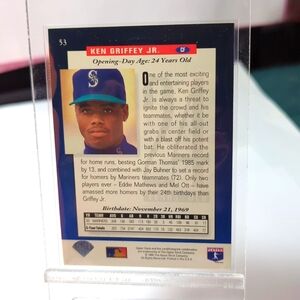 53
KEN GRIFFEY JR.
Opening-Day Age: 24 Years Old
One of the most exciting
and entertaining players
in the game, Ken Griffey
Jr. is always a threat to
ignite the crowd and his
teammates, whether it be
with one of his all-out
grabs in center field or
with a blast off his potent
bat. He obliterated the
previous Mariners record
for home runs, besting Gorman Thomas' 1985
mark by 13, and combined with Jay Buhner to set a
record for homers by Mariners teammates (72). Only two
players ever – Eddie Mathews and Mel Ott – have
amassed more homers by their 24th birthdays than
Griffey Jr.
Birthdate: November 21, 1969